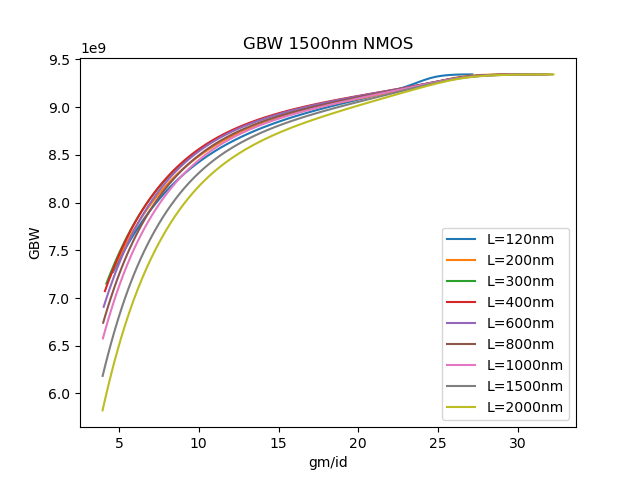 GBW 1500nm NMOS
1e9
9.5
9.0
8.5
8.0
7.5
7.0
6.5
6.0
GBW
5 10 15 20 25 30
gm/id
L=120nm
L=200nm
L=300nm
L=400nm
L=600nm
L=800nm
L=1000nm
L=1500nm
L=2000nm